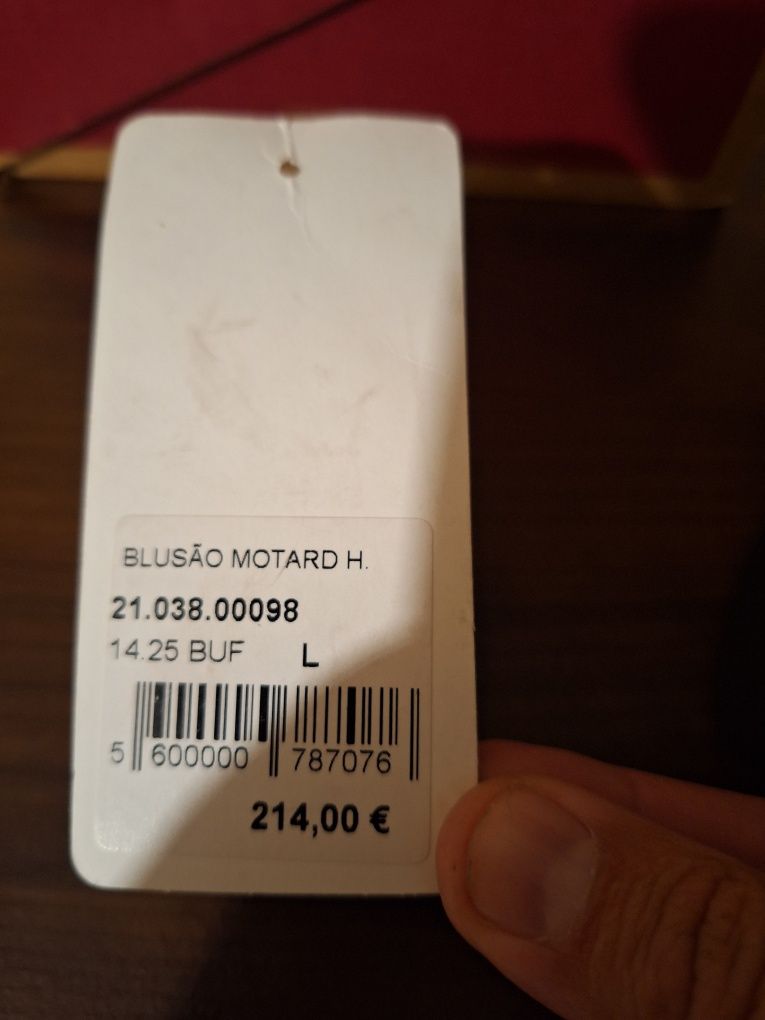 BLUSÃO MOTARD H.
21.038.00098
14.25 BUF L
5 600000 787076
214,00 €